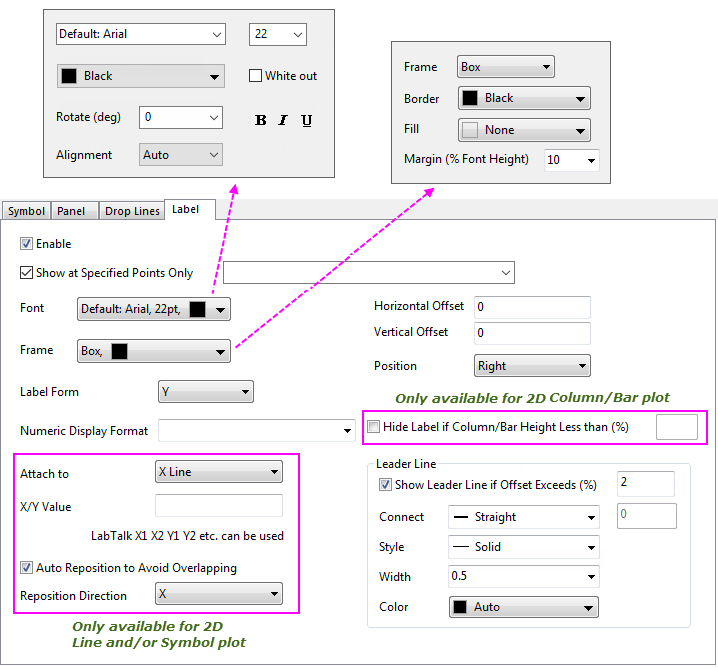 Default: Arial
22
Black
White out
Rotate (deg)
0
B I U
Alignment
Auto
Frame
Box
Border
Black
Fill
None
Margin (% Font Height)
10
Symbol
Panel
Drop Lines
Label
Enable
Show at Specified Points Only
Font
Default: Arial, 22pt,
Horizontal Offset
0
Vertical Offset
0
Frame
Box,
Position
Right
Label Form
Y
Only available for 2D Column/Bar plot
Numeric Display Format
Hide Label if Column/Bar Height Less than (%)
Attach to
X Line
X/Y Value
LabTalk X1 X2 Y1 Y2 etc. can be used
Auto Reposition to Avoid Overlapping
Reposition Direction
X
Only available for 2D
Line and/or Symbol plot
Leader Line
Show Leader Line if Offset Exceeds (%)
2
Connect
Straight
0
Style
Solid
Width
0.5
Color
Auto